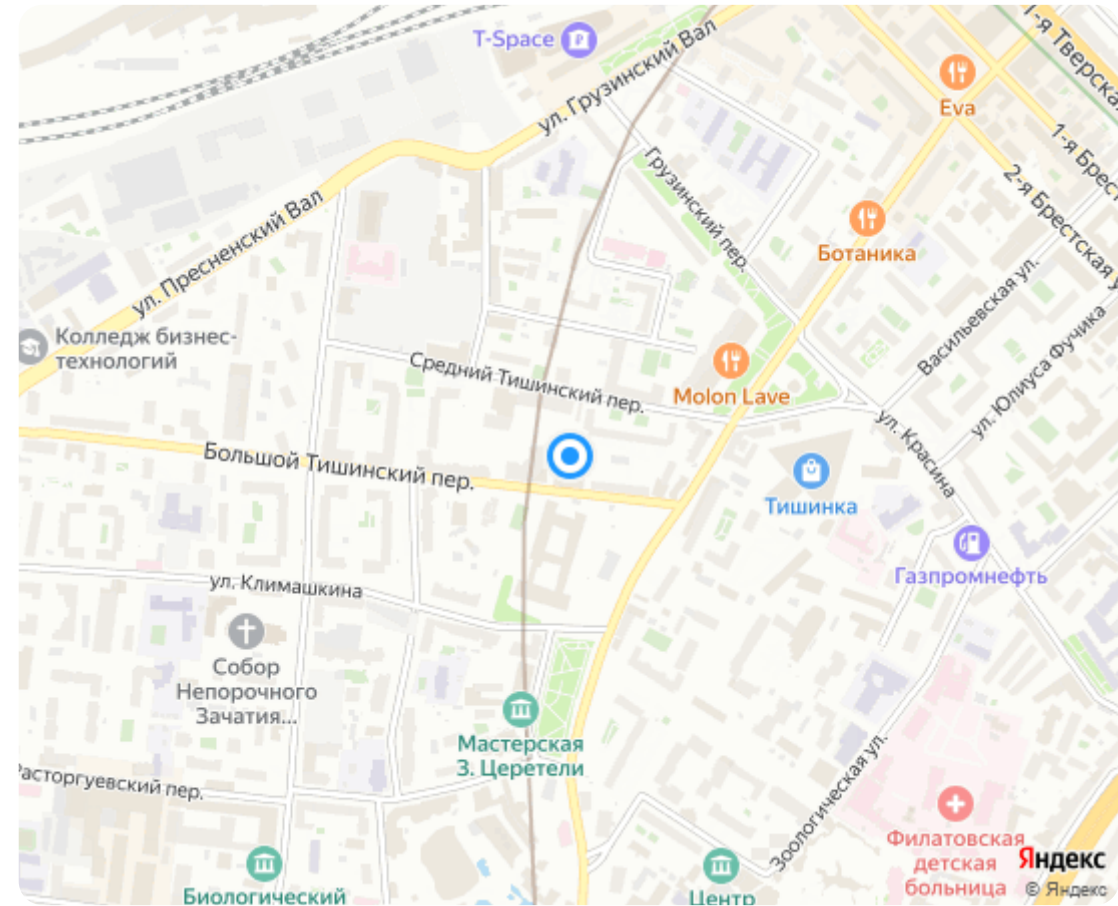 T-Space
ул. Грузинский Вал
1-я Тверска
Eva
1-я Брес
2-я Брестская у
Грузинский пер.
ул. Пресненский Вал
Ботаника
Васильевская ул.
ул. Юлиуса Фучика
Колледж бизнес-
технологий
Средний Тишинский пер.
Molon Lave
ул. Красина
Большой Тишинский пер.
Тишинка
Газпромнефть
ул. Климашкина
Собор
Непорочного
Зачатия...
Мастерская
З. Церетели
Расторгуевский пер.
Зоологическая ул.
Филатовская
детская
больница
Биологический
Центр
Яндекс
© Яндекс